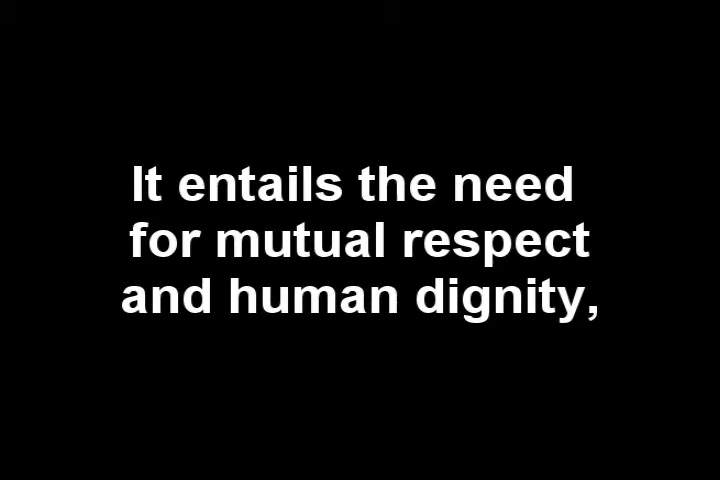 It entails the need
for mutual respect
and human dignity,